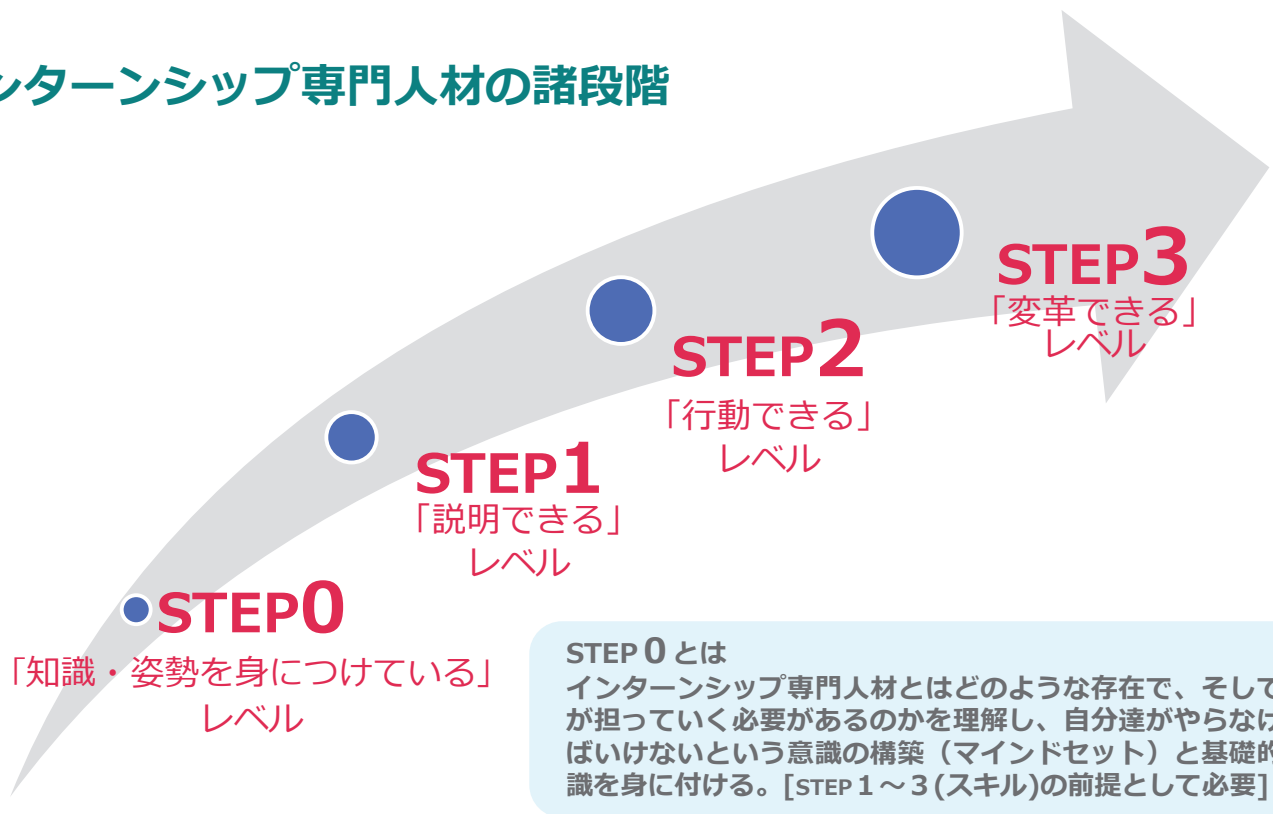 ンターンシップ専門人材の諸段階
STEP3
「変革できる」
レベル
STEP2
「行動できる」
レベル
STEP1
「説明できる」
レベル
STEP0
「知識・姿勢を身につけている」
レベル
STEP０とは
インターンシップ専門人材とはどのような存在で、そして
が担っていく必要があるのかを理解し、自分達がやらなけ
ばいけないという意識の構築（マインドセット）と基礎的
識を身に付ける。[STEP１～３(スキル)の前提として必要]